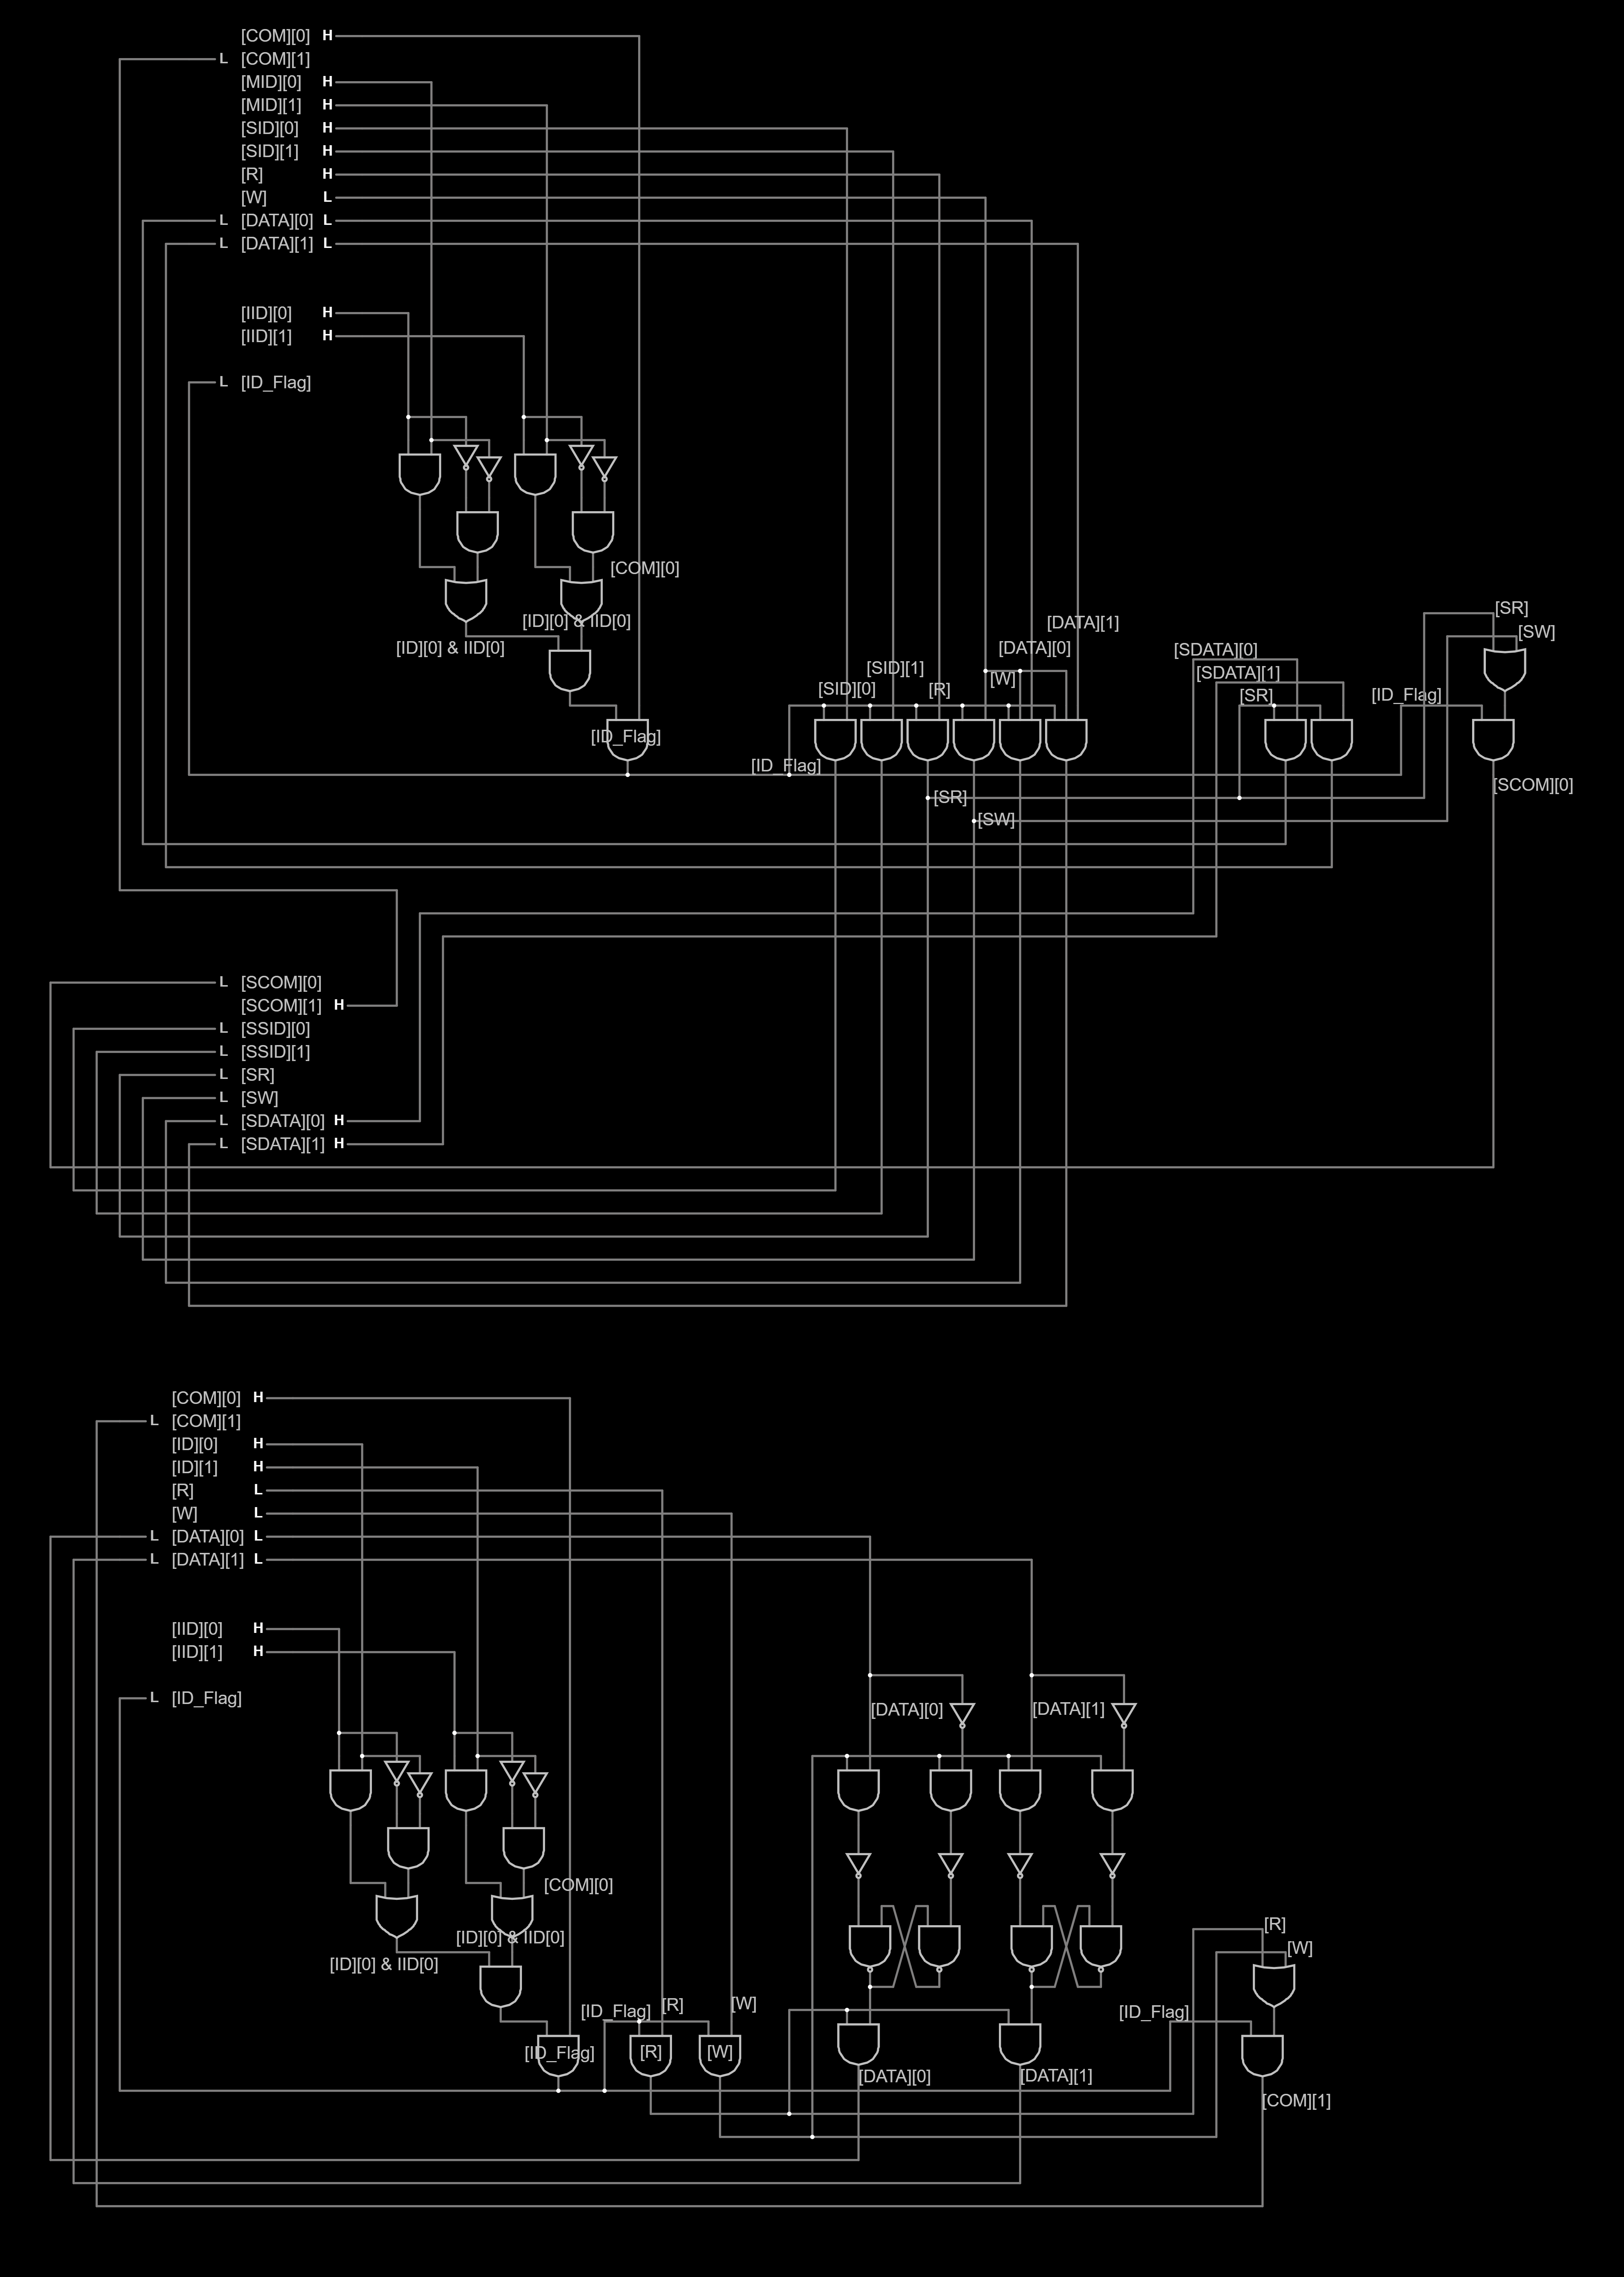 [COM][0] H
L [COM][1]
[MID][0] H
[MID][1] H
[SID][0] H
[SID][1] H
[R] H
[W] L
L [DATA][0] L
L [DATA][1] L
[IID][0] H
[IID][1] H
L [ID_Flag]
[COM][0]
[ID][0] & IID[0]
[ID][0] & IID[0]
[DATA][1]
[DATA][0]
[SID][1]
[SID][0]
[R]
[W]
[SR]
[SW]
[SDATA][0]
[SDATA][1]
[SR]
[ID_Flag]
[ID_Flag]
[ID_Flag]
[SCOM][0]
[SR]
[SW]
L [SCOM][0]
[SCOM][1] H
L [SSID][0]
L [SSID][1]
L [SR]
L [SW]
L [SDATA][0] H
L [SDATA][1] H
[COM][0] H
L [COM][1]
[ID][0] H
[ID][1] H
[R] L
[W] L
L [DATA][0] L
L [DATA][1] L
[IID][0] H
[IID][1] H
L [ID_Flag]
[DATA][0]
[DATA][1]
[COM][0]
[ID][0] & IID[0]
[ID][0] & IID[0]
[R]
[W]
[ID_Flag]
[R]
[W]
[ID_Flag]
[ID_Flag]
[R]
[W]
[DATA][0]
[DATA][1]
[COM][1]